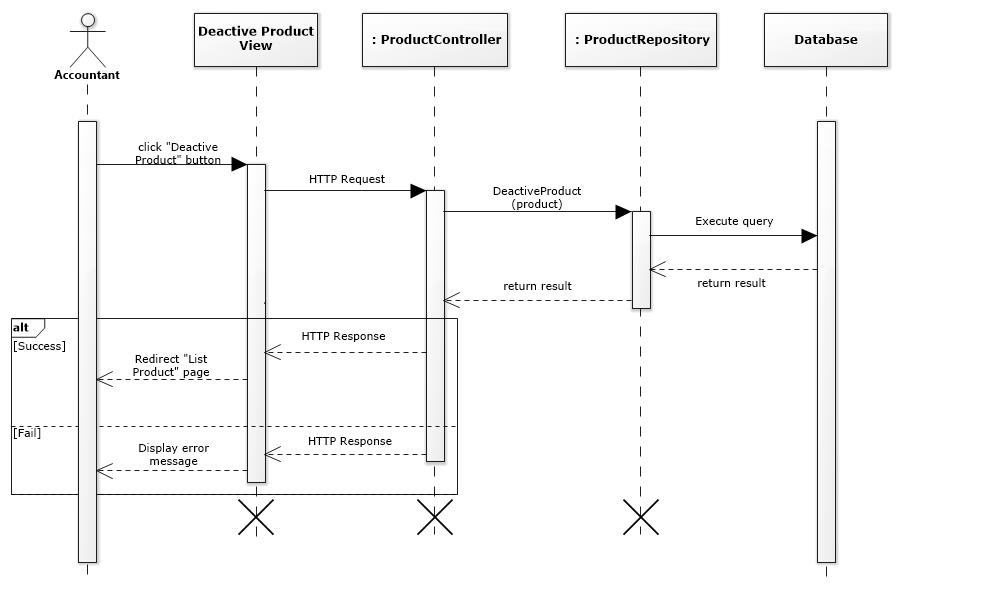 Deactive Product
View
: ProductController
: ProductRepository
Database
Accountant
click "Deactive
Product" button
HTTP Request
DeactiveProduct
(product)
Execute query
return result
return result
alt
[Success]
HTTP Response
Redirect "List
Product" page
[Fail]
HTTP Response
Display error
message